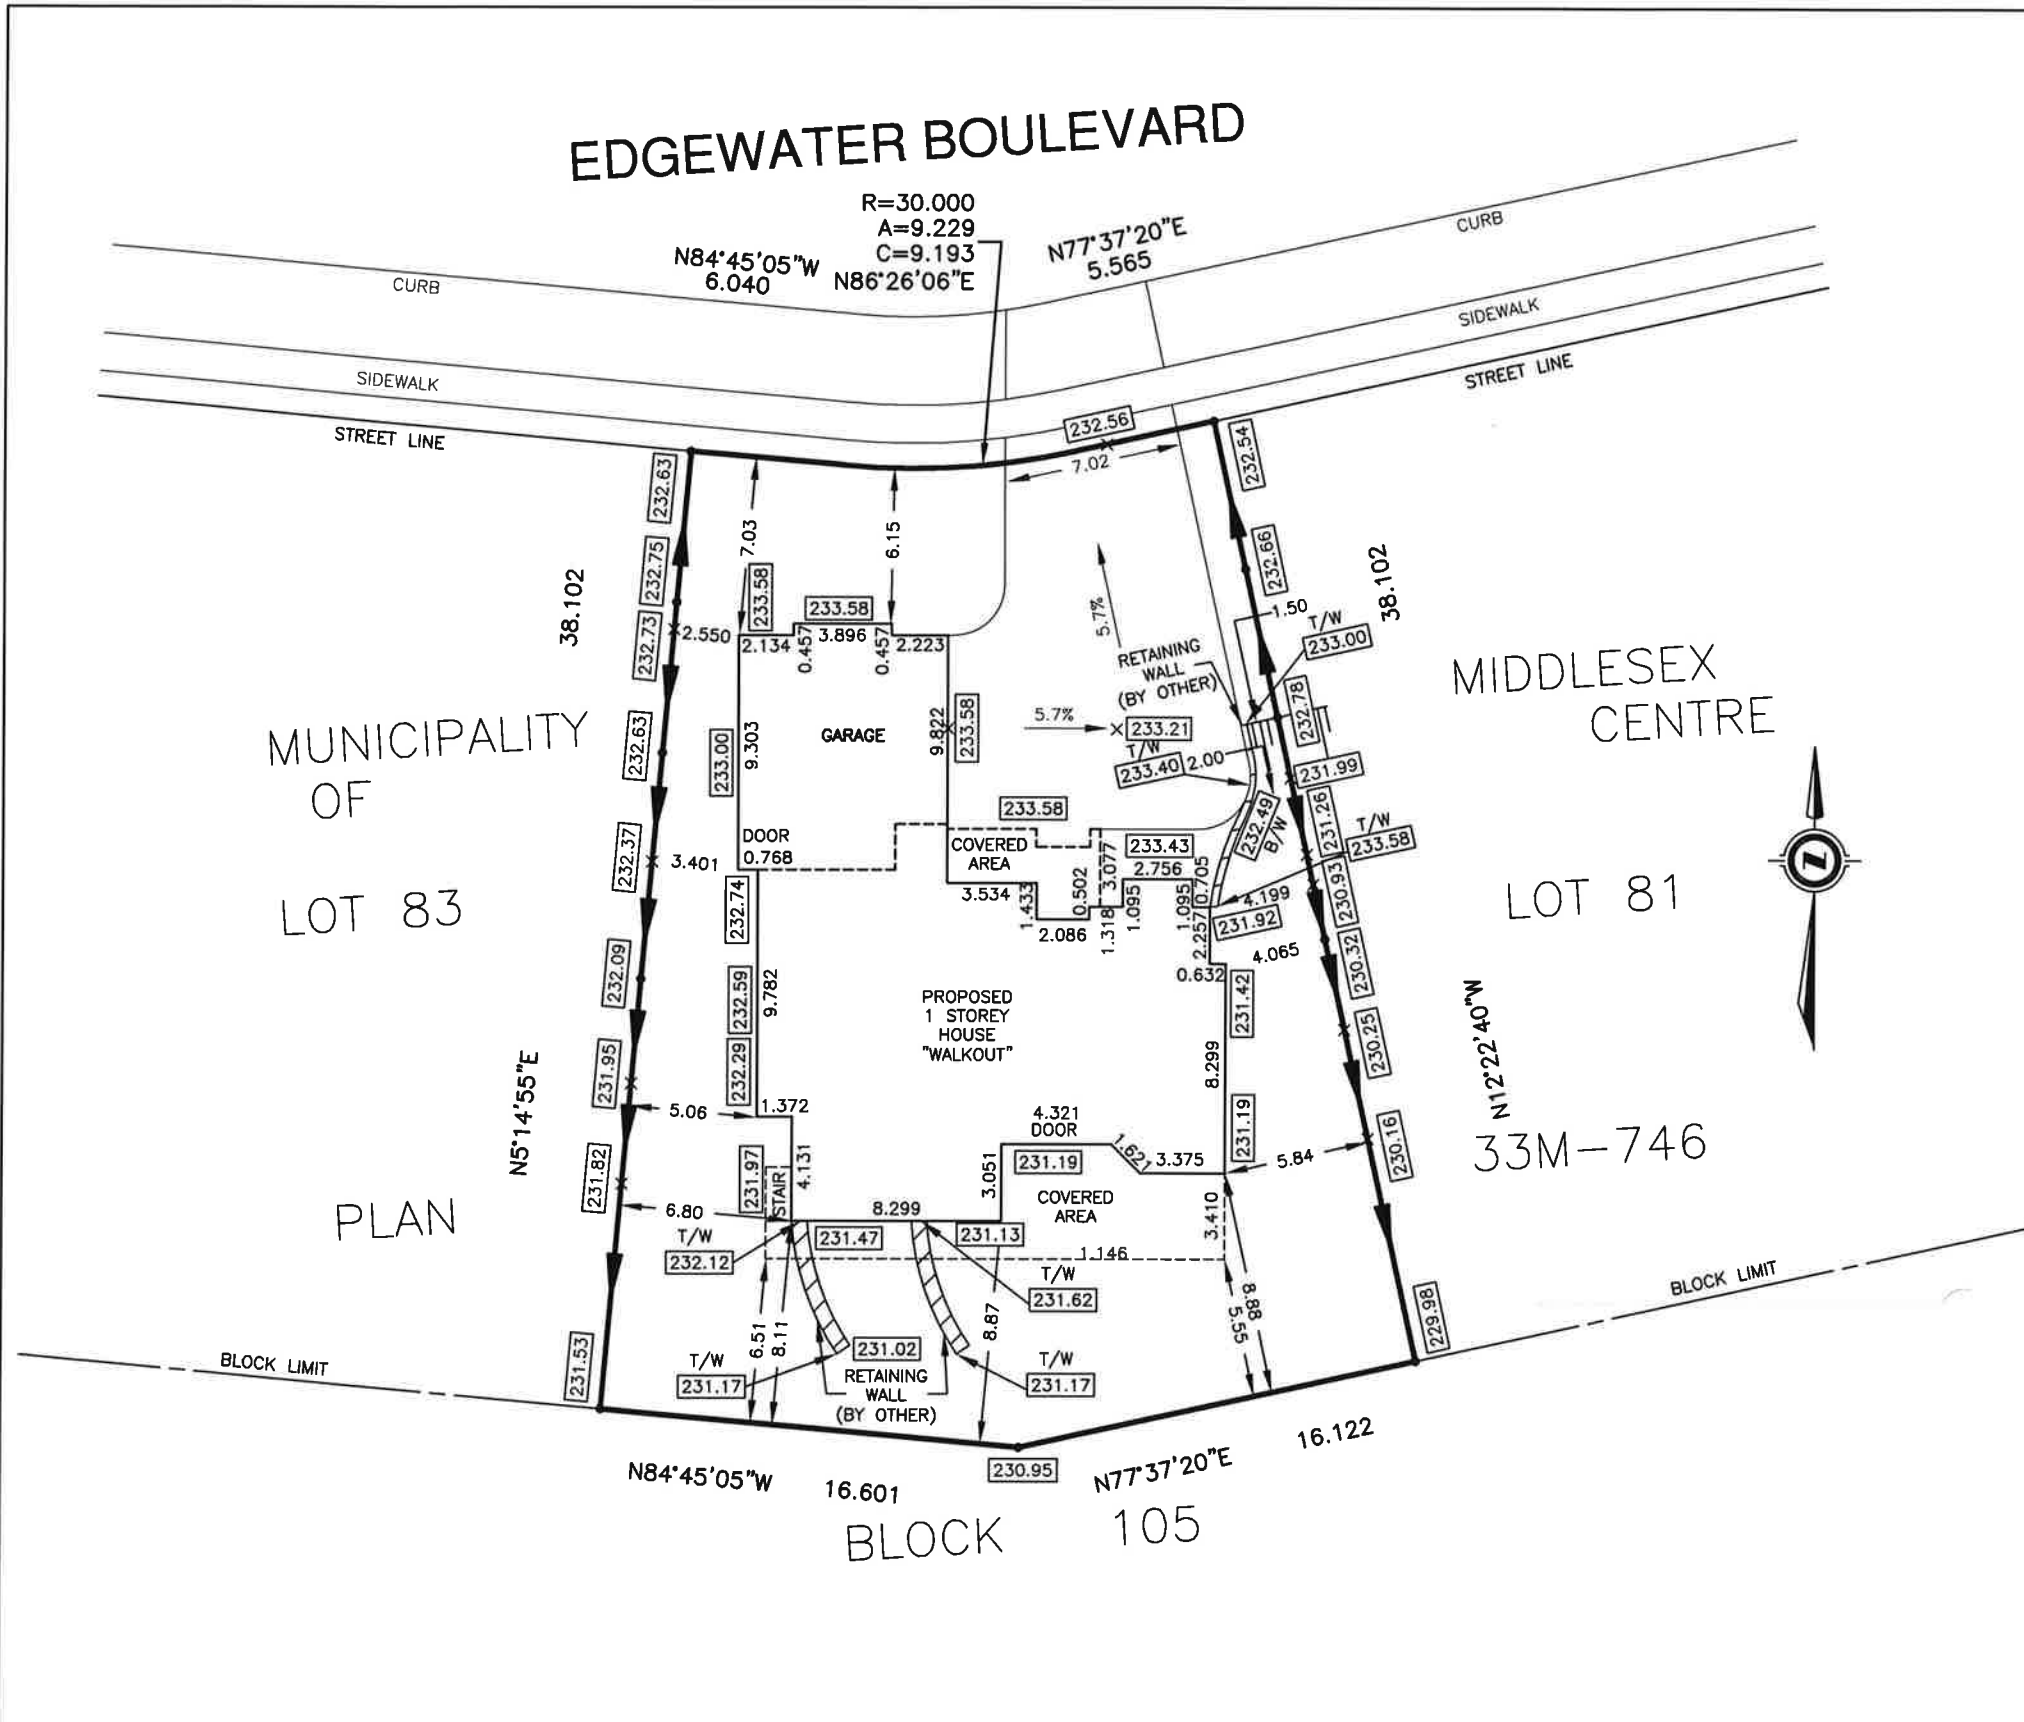 EDGEWATER BOULEVARD
R=30.000
A=9.229
C=9.193
N86°26'06"E
N84°45'05"W
6.040
N77°37'20"E
5.565
CURB
CURB
SIDEWALK
SIDEWALK
STREET LINE
STREET LINE
232.56
7.02
232.63
232.54
232.75
7.03
6.15
232.66
38.102
38.102
233.58
233.58
232.73
2.550
2.134
0.457
3.896
0.457
2.223
5.7%
1.50
T/W
233.00
RETAINING
WALL
(BY OTHER)
MUNICIPALITY
OF
MIDDLESEX
CENTRE
232.63
233.00
9.303
GARAGE
9.822
233.58
5.7%
233.21
232.78
T/W
233.40
2.00
231.99
233.58
232.49
B/W
231.26
T/W
233.58
232.37
3.401
DOOR
0.768
COVERED
AREA
233.43
2.756
3.077
0.705
3.534
1.433
0.502
2.086
1.318
1.095
1.095
4.199
231.92
230.93
LOT 83
LOT 81
232.74
2.257
4.065
0.632
230.32
232.09
232.59
9.782
PROPOSED
1 STOREY
HOUSE
"WALKOUT"
231.42
230.25
231.95
232.29
8.299
N5°14'55"E
N12°22'40"W
5.06
1.372
4.321
DOOR
231.19
230.16
33M-746
231.82
231.97
STAIR
4.131
3.051
231.19
1.621
3.375
5.84
PLAN
6.80
8.299
COVERED
AREA
3.410
T/W
232.12
231.47
231.13
1.146
T/W
231.62
6.51
8.11
8.87
8.88
5.55
BLOCK LIMIT
BLOCK LIMIT
231.53
229.98
T/W
231.17
231.02
RETAINING
WALL
(BY OTHER)
T/W
231.17
230.95
N84°45'05"W
16.601
N77°37'20"E
16.122
BLOCK 105